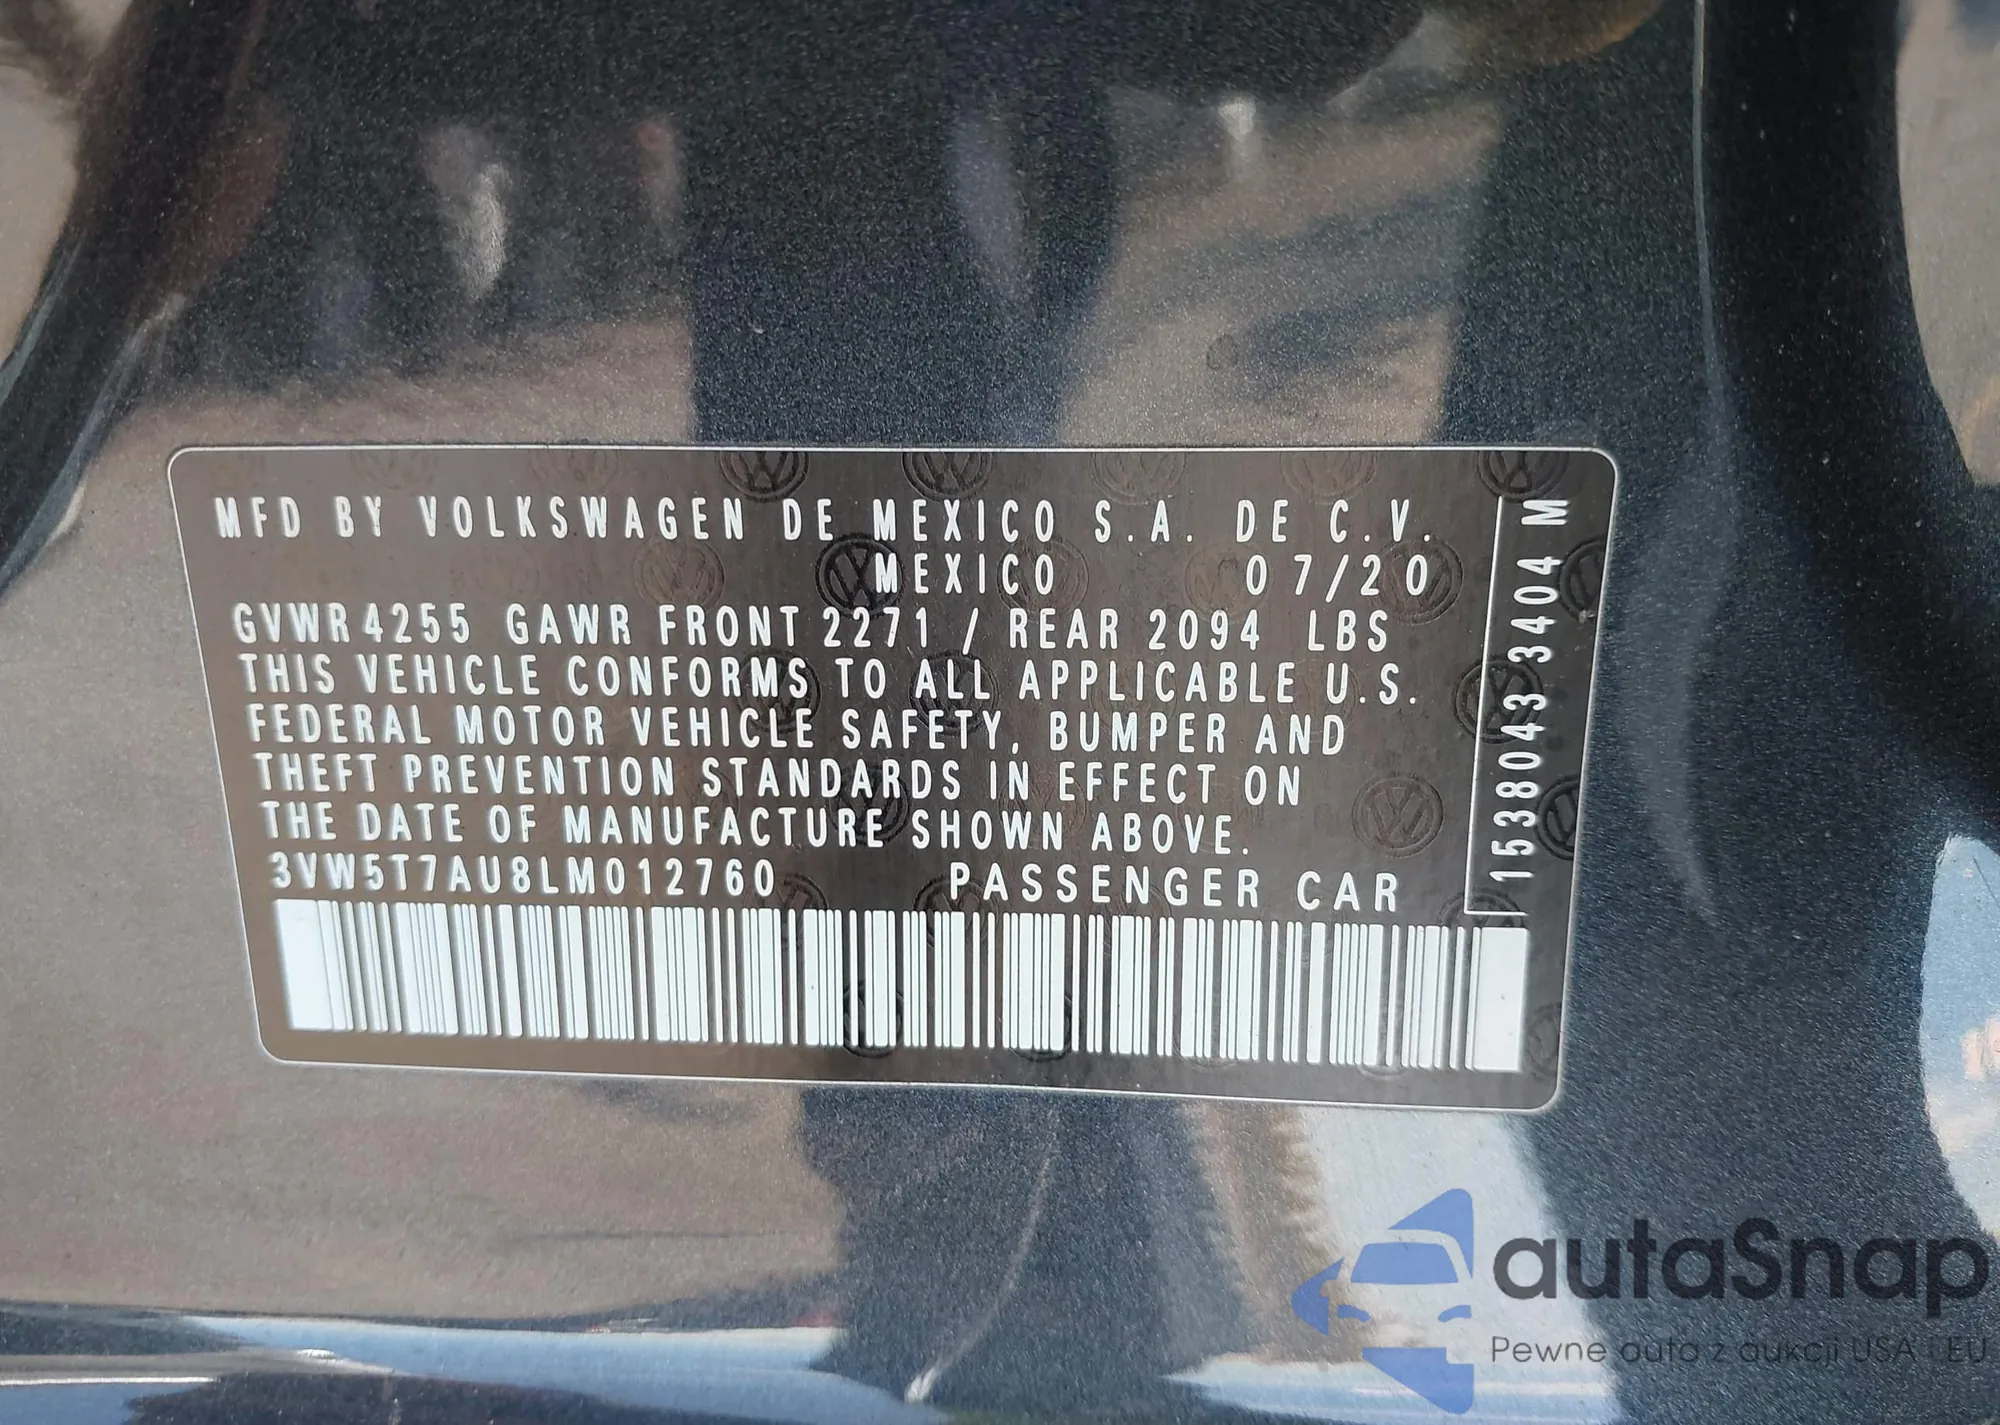 MFD BY VOLKSWAGEN DE MEXICO S.A. DE C.V.
MEXICO 07/20
GVWR 4255 GAWR FRONT 2271 / REAR 2094 LBS
THIS VEHICLE CONFORMS TO ALL APPLICABLE U.S.
FEDERAL MOTOR VEHICLE SAFETY, BUMPER AND
THEFT PREVENTION STANDARDS IN EFFECT ON
THE DATE OF MANUFACTURE SHOWN ABOVE.
3VW5T7AU8LM012760 PASSENGER CAR
15380433404 M
autaSnap
Pewne auta z aukcji USA i EU